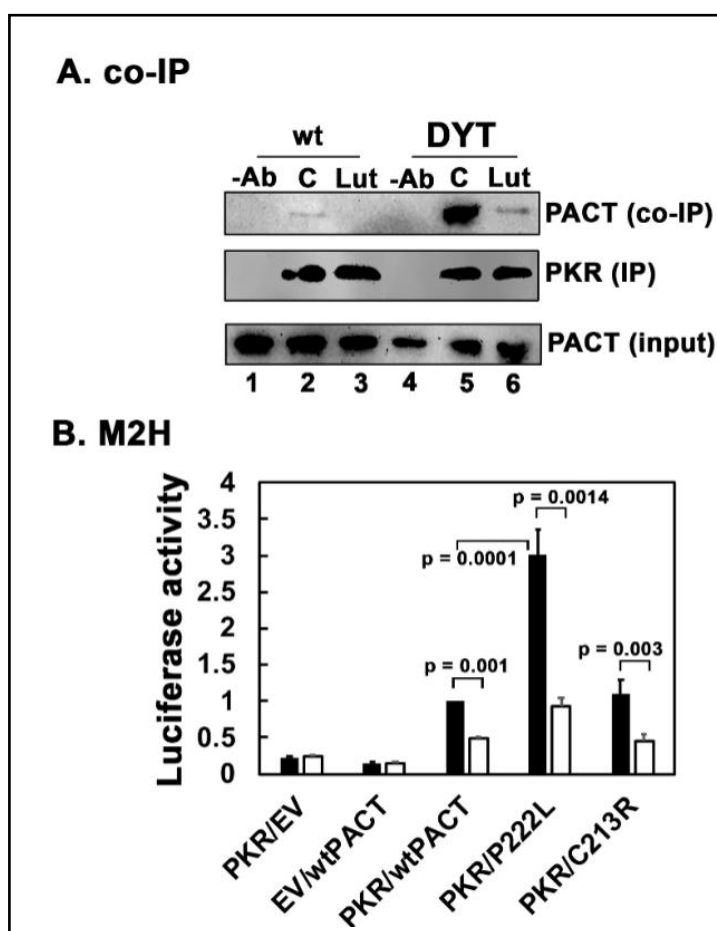 A. co-IP
wt DYT
-Ab C Lut -Ab C Lut
PACT (co-IP)
PKR (IP)
PACT (input)
1 2 3 4 5 6
B. M2H
Luciferase activity
4
3.5
3
2.5
2
1.5
1
0.5
0
p = 0.0014
p = 0.0001
p = 0.001
p = 0.003
PKR/EV
EV/wtPACT
PKR/wtPACT
PKR/P222L
PKR/C213R